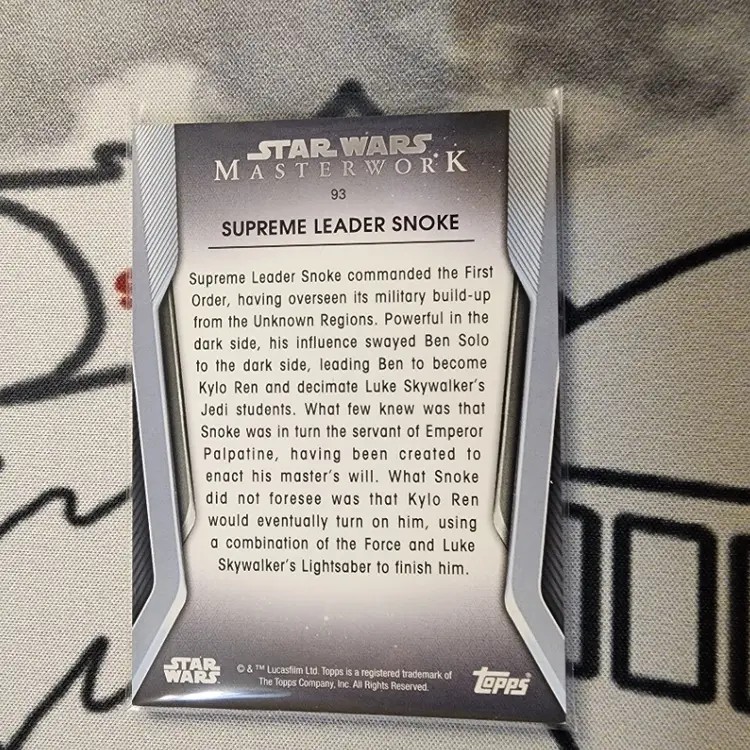 STAR WARS
MASTERWORK
93
SUPREME LEADER SNOKE
Supreme Leader Snoke commanded the First
Order, having overseen its military build-up
from the Unknown Regions. Powerful in the
dark side, his influence swayed Ben Solo
to the dark side, leading Ben to become
Kylo Ren and decimate Luke Skywalker's
Jedi students. What few knew was that
Snoke was in turn the servant of Emperor
Palpatine, having been created to
enact his master's will. What Snoke
did not foresee was that Kylo Ren
would eventually turn on him, using
a combination of the Force and Luke
Skywalker's Lightsaber to finish him.
STAR
WARS
© & ™ Lucasfilm Ltd. Topps is a registered trademark of
The Topps Company, Inc. All Rights Reserved.
topps